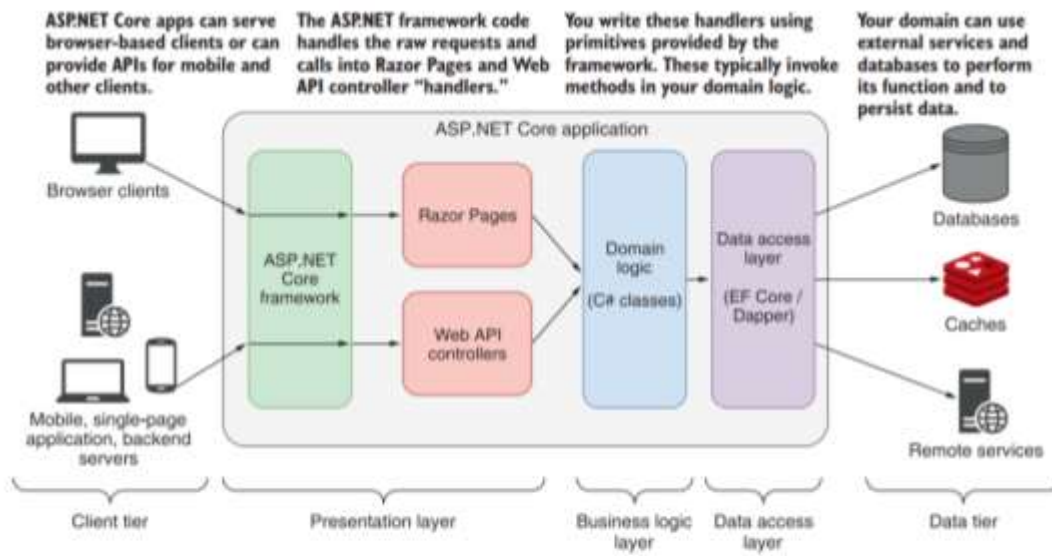 ASP.NET Core apps can serve
browser-based clients or can
provide APIs for mobile and
other clients.
The ASP.NET framework code
handles the raw requests and
calls into Razor Pages and Web
API controller “handlers.”
You write these handlers using
primitives provided by the
framework. These typically invoke
methods in your domain logic.
Your domain can use
external services and
databases to perform
its function and to
persist data.
ASP.NET Core application
Browser clients
Mobile, single-page
application, backend
servers
ASP.NET
Core
framework
Razor Pages
Web API
controllers
Domain
logic
(C# classes)
Data access
layer
(EF Core /
Dapper)
Databases
Caches
Remote services
Client tier
Presentation layer
Business logic
layer
Data access
layer
Data tier